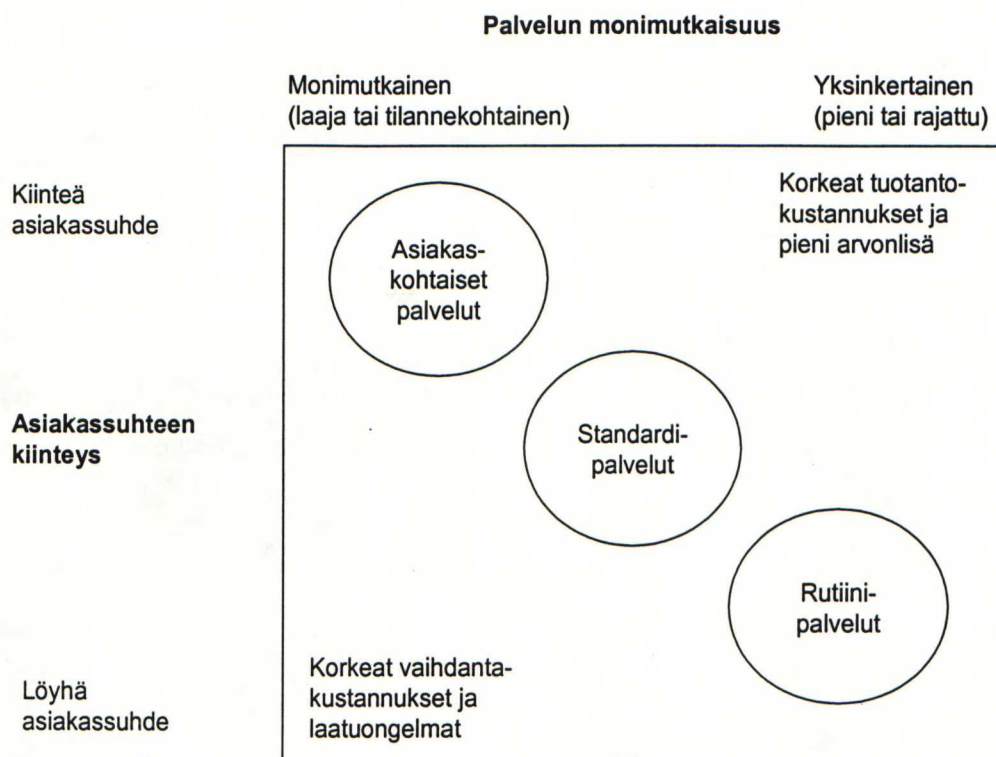 Palvelun monimutkaisuus
Monimutkainen
(laaja tai tilannekohtainen)
Yksinkertainen
(pieni tai rajattu)
Kiinteä
asiakassuhde
Asiakas-
kohtaiset
palvelut
Korkeat tuotanto-
kustannukset ja
pieni arvonlisä
Asiakassuhteen
kiinteys
Standardi-
palvelut
Rutiini-
palvelut
Löyhä
asiakassuhde
Korkeat vaihdanta-
kustannukset ja
laatuongelmat